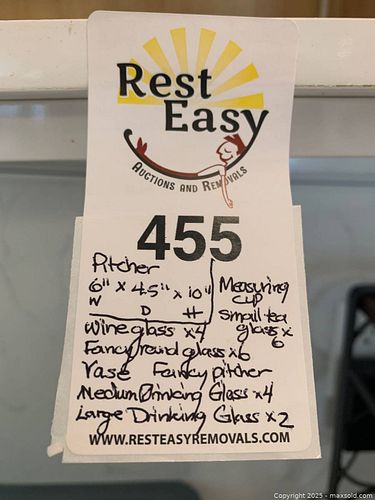 Rest
Easy
AUCTIONS AND REMOVALS
455
Pitcher
6" x 4.5" x 10"
W D H
Measuring
cup
small tea
glass x
6
Wine glass x4
Fancy round glass x6
Vase Fancy pitcher
Medium Drinking Glass x4
Large Drinking Glass x2
WWW.RESTEASYREMOVALS.COM
Copyright 2025 - maxsold.com